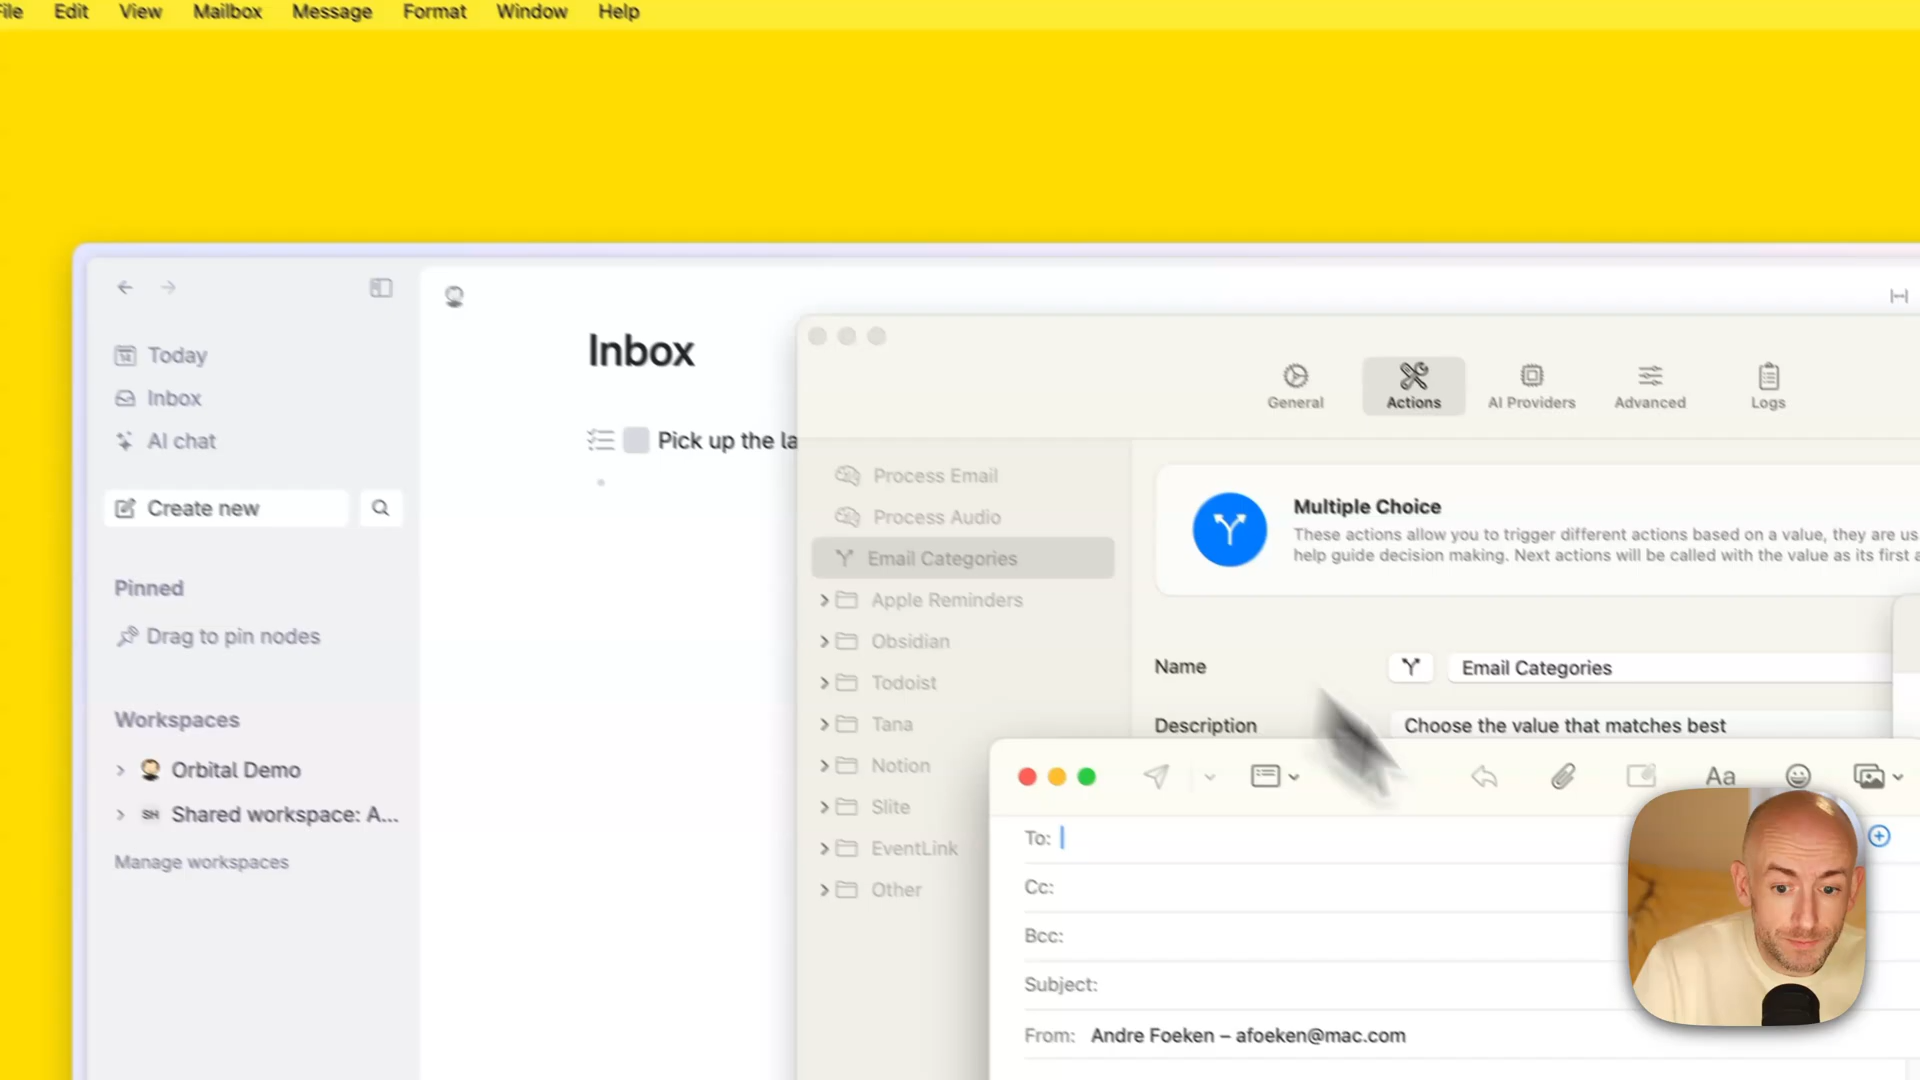 File Edit View Mailbox Message Format Window Help
Today
Inbox
AI chat
Create new
Pinned
Drag to pin nodes
Workspaces
Orbital Demo
SH Shared workspace: A...
Manage workspaces
Inbox
Pick up the la
General Actions AI Providers Advanced Logs
Process Email
Process Audio
Email Categories
Apple Reminders
Obsidian
Todoist
Tana
Notion
Slite
EventLink
Other
Multiple Choice
These actions allow you to trigger different actions based on a value, they are us
help guide decision making. Next actions will be called with the value as its first a
Name Email Categories
Description Choose the value that matches best
Aa
To:
Cc:
Bcc:
Subject:
From: Andre Foeken – afoeken@mac.com